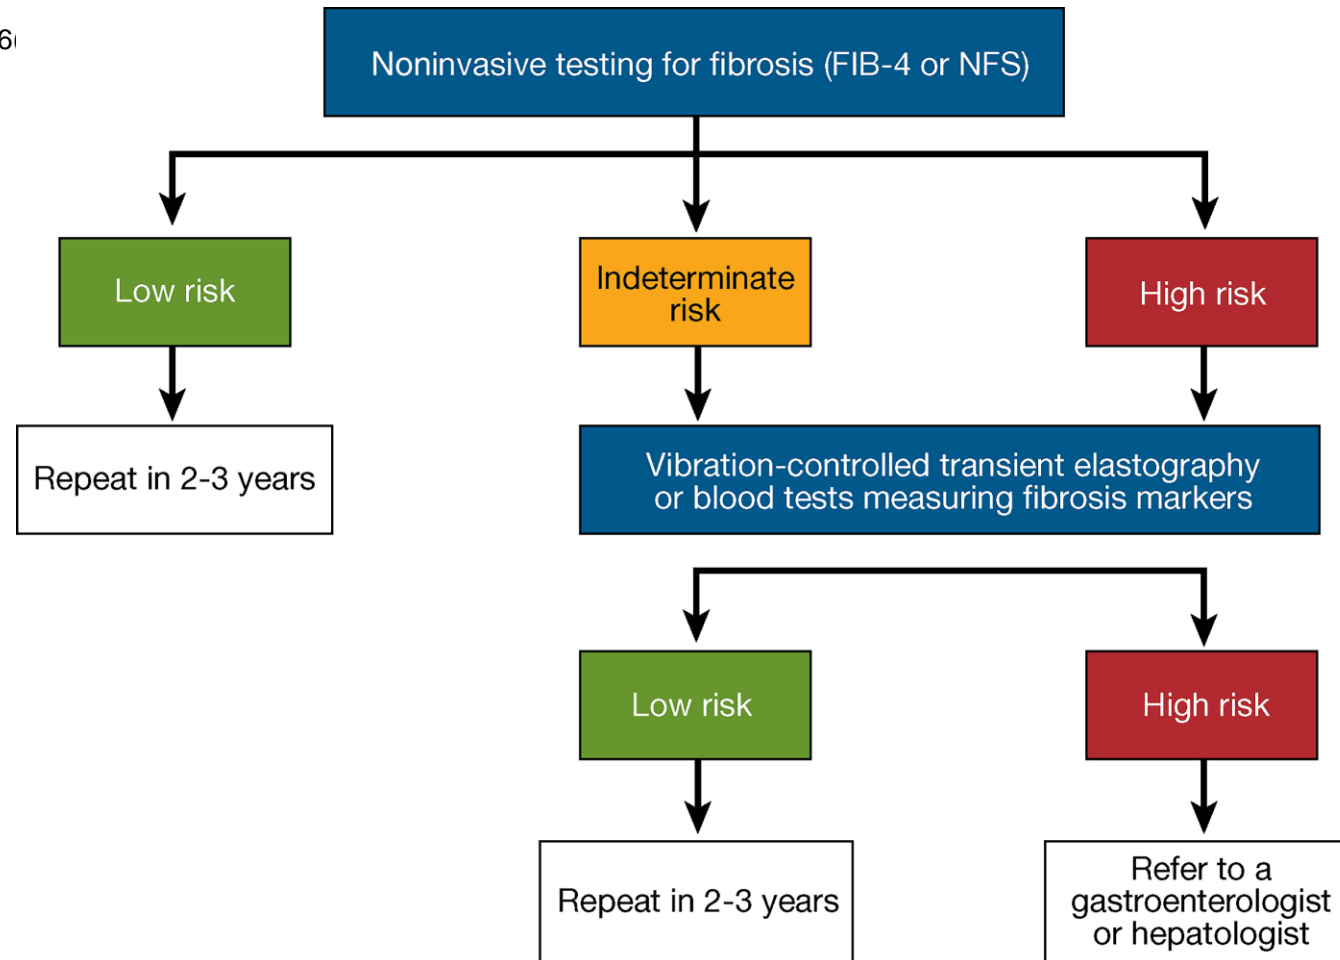 6(
Noninvasive testing for fibrosis (FIB-4 or NFS)
Low risk
Indeterminate
risk
High risk
Repeat in 2-3 years
Vibration-controlled transient elastography
or blood tests measuring fibrosis markers
Low risk
High risk
Repeat in 2-3 years
Refer to a
gastroenterologist
or hepatologist